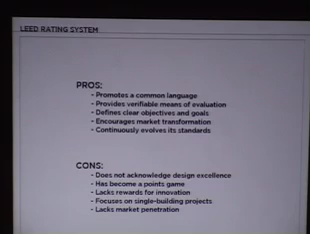 LEED RATING SYSTEM
PROS:
- Promotes a common language
- Provides verifiable means of evaluation
- Defines clear objectives and goals
- Encourages market transformation
- Continuously evolves its standards
CONS:
- Does not acknowledge design excellence
- Has become a points game
- Lacks rewards for innovation
- Focuses on single-building projects
- Lacks market penetration